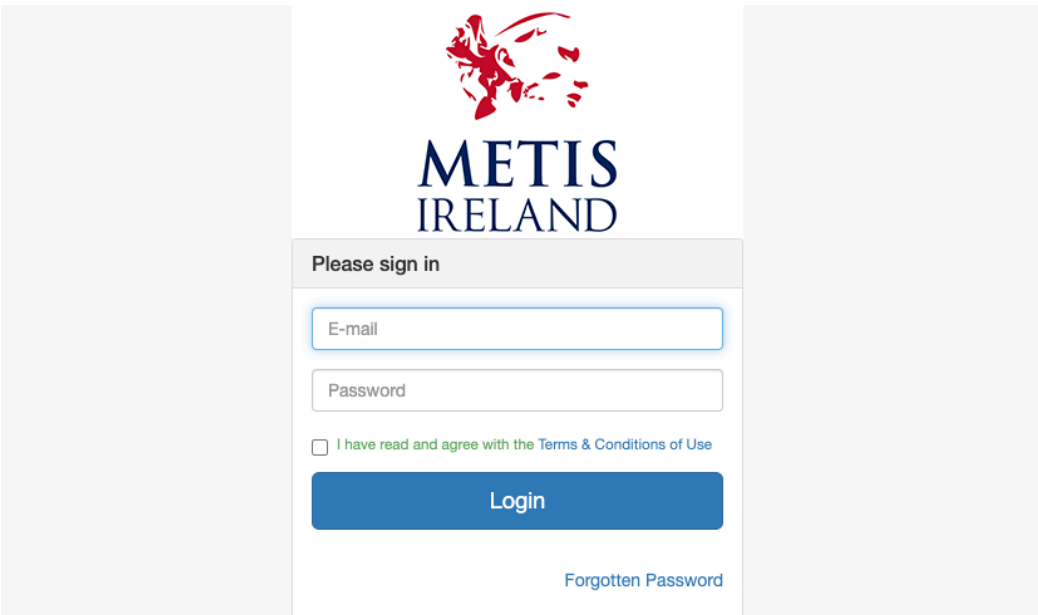 METIS
IRELAND
Please sign in
E-mail
Password
I have read and agree with the Terms & Conditions of Use
Login
Forgotten Password